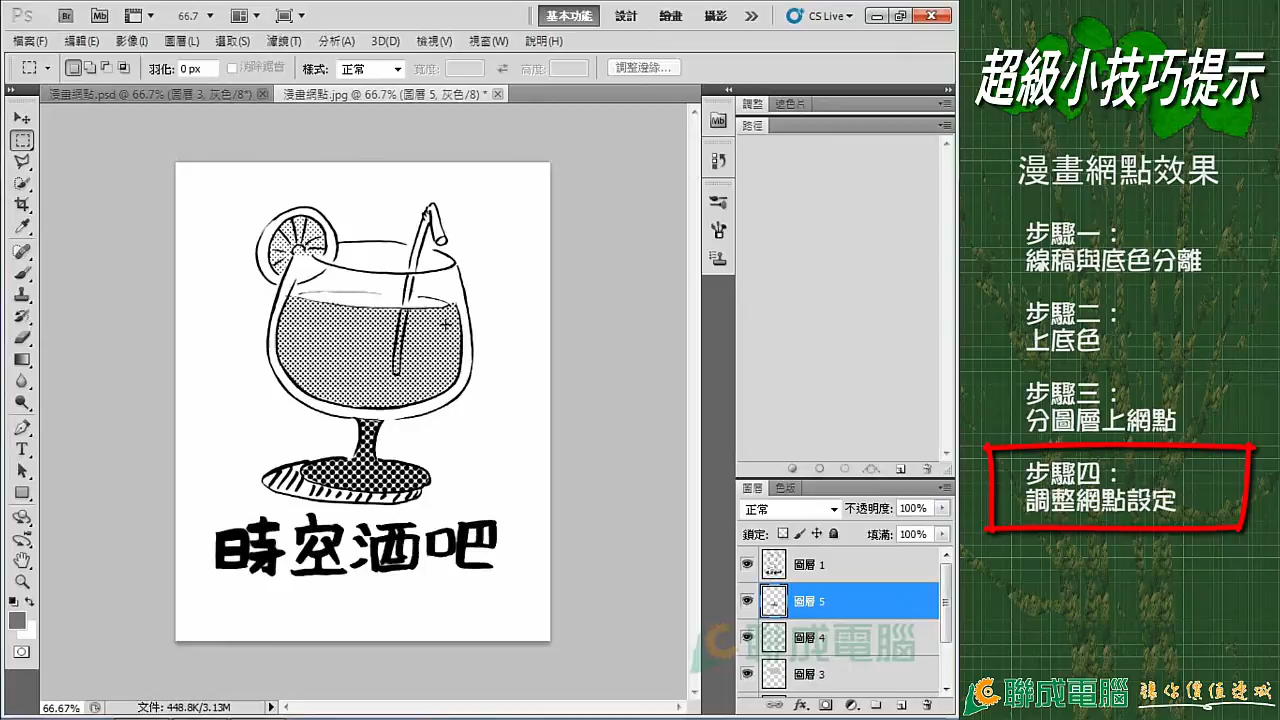 Ps Br Mb 66.7 基本功能 設計 繪畫 攝影 CS Live
檔案(F) 編輯(E) 影像(I) 圖層(L) 選取(S) 濾鏡(T) 分析(A) 3D(D) 檢視(V) 視窗(W) 說明(H)
羽化: 0 px 消除鋸齒 樣式: 正常 寬度: 高度: 調整邊緣...
漫畫網點.psd @ 66.7% (圖層 3, 灰色/8*) 漫畫網點.jpg @ 66.7% (圖層 5, 灰色/8) *
調整 遮色片
路徑
Mb
圖層 色版
正常 不透明度: 100%
鎖定: 填滿: 100%
圖層 1
圖層 5
圖層 4
圖層 3
時空酒吧
聯成電腦
66.67% 文件: 448.8K/3.13M
超級小技巧提示
漫畫網點效果
步驟一：
線稿與底色分離
步驟二：
上底色
步驟三：
分圖層上網點
步驟四：
調整網點設定
聯成電腦 讓你價值連城